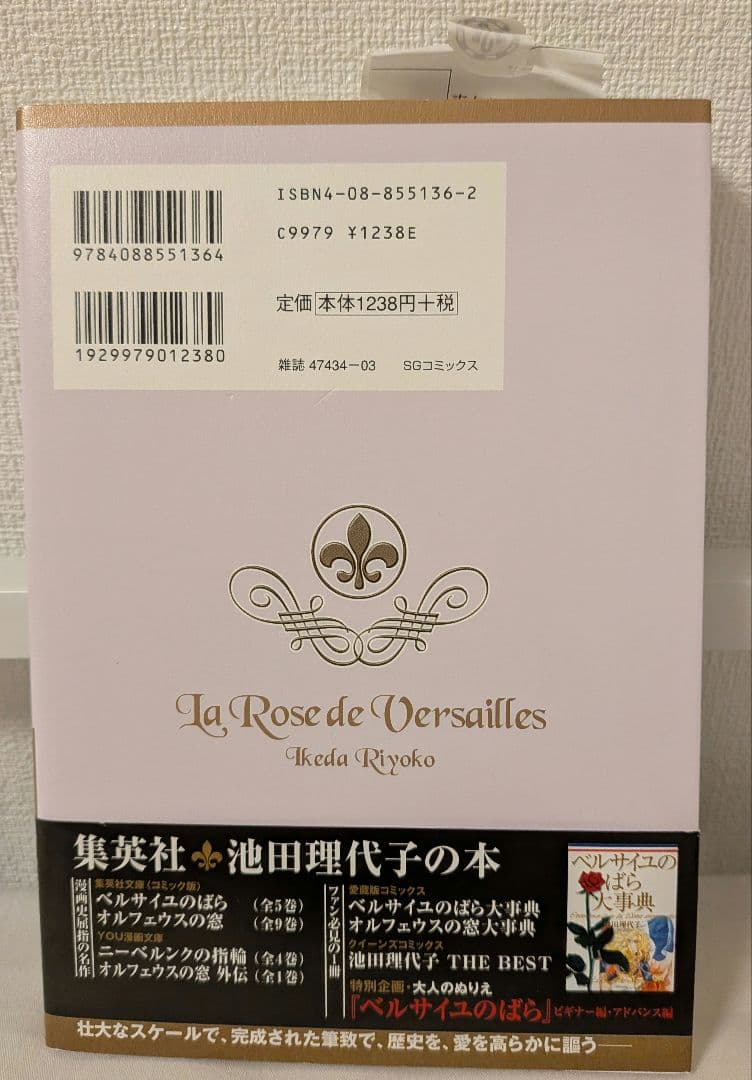 ISBN4-08-855136-2
C9979 ¥1238E
9784088551364
定価 本体1238円+税
1929979012380
雑誌 47434-03 SGコミックス
La Rose de Versailles
Ikeda Riyoko
集英社 池田理代子の本
漫画史屈指の名作
集英社文庫〈コミック版〉
ベルサイユのばら (全5巻)
オルフェウスの窓 (全9巻)
YOU漫画文庫
ニーベルンクの指輪 (全4巻)
オルフェウスの窓 外伝 (全1巻)
ファン必見の1冊
愛蔵版コミックス
ベルサイユのばら大事典
オルフェウスの窓大事典
クイーンズコミックス
池田理代子 THE BEST
特別企画・大人のぬりえ
『ベルサイユのばら』ビギナー編・アドバンス編
ベルサイユの
ばら
大事典
池田理代子
壮大なスケールで、完成された筆致で、歴史を、愛を高らかに謳う──